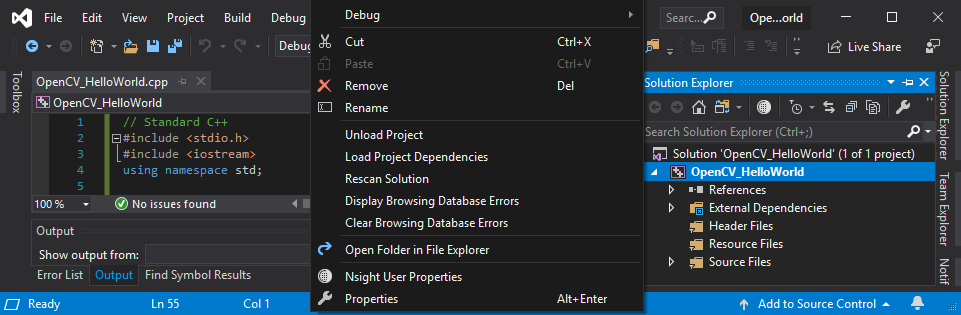 File Edit View Project Build Debu
Searc... Ope...orld
Debug
Live Share
Toolbox
OpenCV_HelloWorld.cpp
OpenCV_HelloWorld
1 // Standard C++
2 #include <stdio.h>
3 #include <iostream>
4 using namespace std;
5
100 % No issues found
Output
Show output from:
Error List Output Find Symbol Results
Ready Ln 55 Col 1
Debug
Cut Ctrl+X
Paste Ctrl+V
Remove Del
Rename
Unload Project
Load Project Dependencies
Rescan Solution
Display Browsing Database Errors
Clear Browsing Database Errors
Open Folder in File Explorer
Nsight User Properties
Properties Alt+Enter
Solution Explorer
Search Solution Explorer (Ctrl+;)
Solution 'OpenCV_HelloWorld' (1 of 1 project)
OpenCV_HelloWorld
References
External Dependencies
Header Files
Resource Files
Source Files
Solution Explorer
Team Explorer
Notif
Add to Source Control